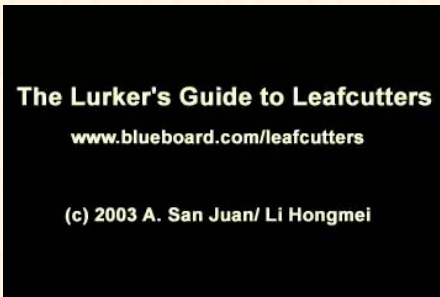 The Lurker's Guide to Leafcutters
www.blueboard.com/leafcutters
(c) 2003 A. San Juan/ Li Hongmei